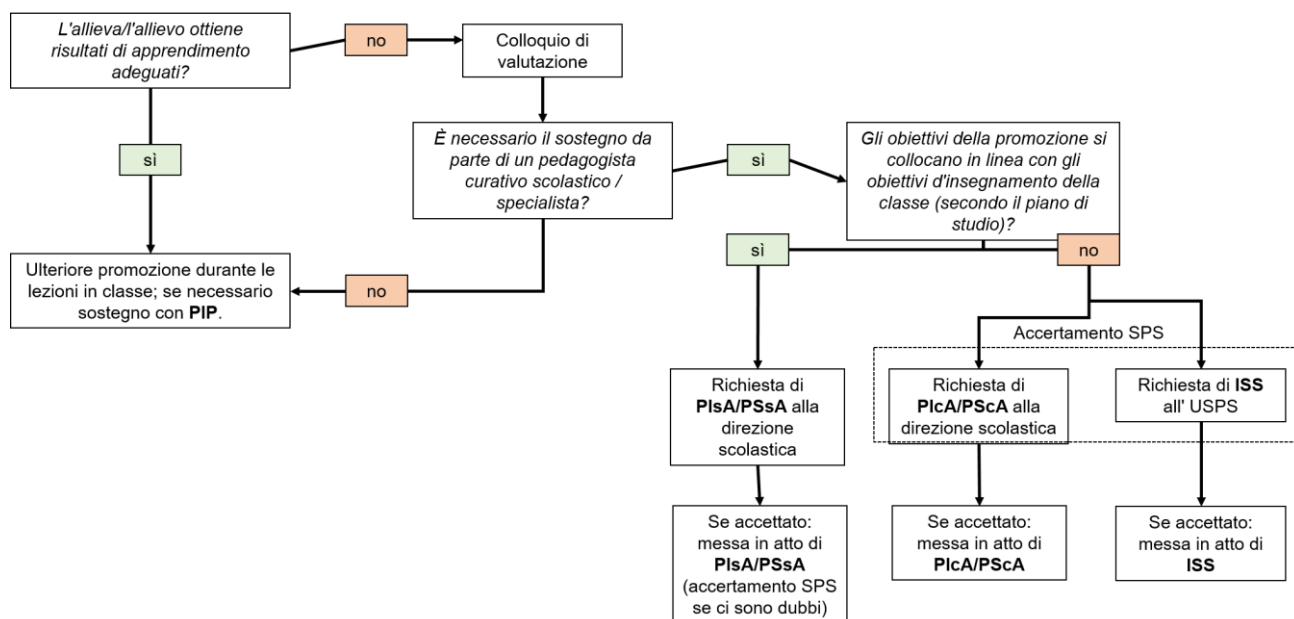 L'allieva/l'allievo ottiene
risultati di apprendimento
adeguati?
no
Colloquio di
valutazione
sì
È necessario il sostegno da
parte di un pedagogista
curativo scolastico /
specialista?
sì
Gli obiettivi della promozione si
collocano in linea con gli
obiettivi d'insegnamento della
classe (secondo il piano di
studio)?
Ulteriore promozione durante le
lezioni in classe; se necessario
sostegno con PIP.
no
sì
no
Accertamento SPS
Richiesta di
PIsA/PSsA alla
direzione
scolastica
Richiesta di
PIcA/PScA alla
direzione scolastica
Richiesta di ISS
all' USPS
Se accettato:
messa in atto di
PIsA/PSsA
(accertamento SPS
se ci sono dubbi)
Se accettato:
messa in atto di
PIcA/PScA
Se accettato:
messa in atto di
ISS